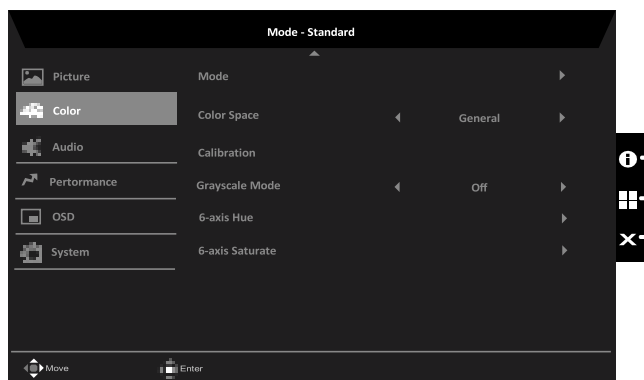 Mode - Standard
Picture
Mode
Color
Color Space
General
Audio
Calibration
Pertormance
Grayscale Mode
Off
OSD
6-axis Hue
System
6-axis Saturate
Move
Enter